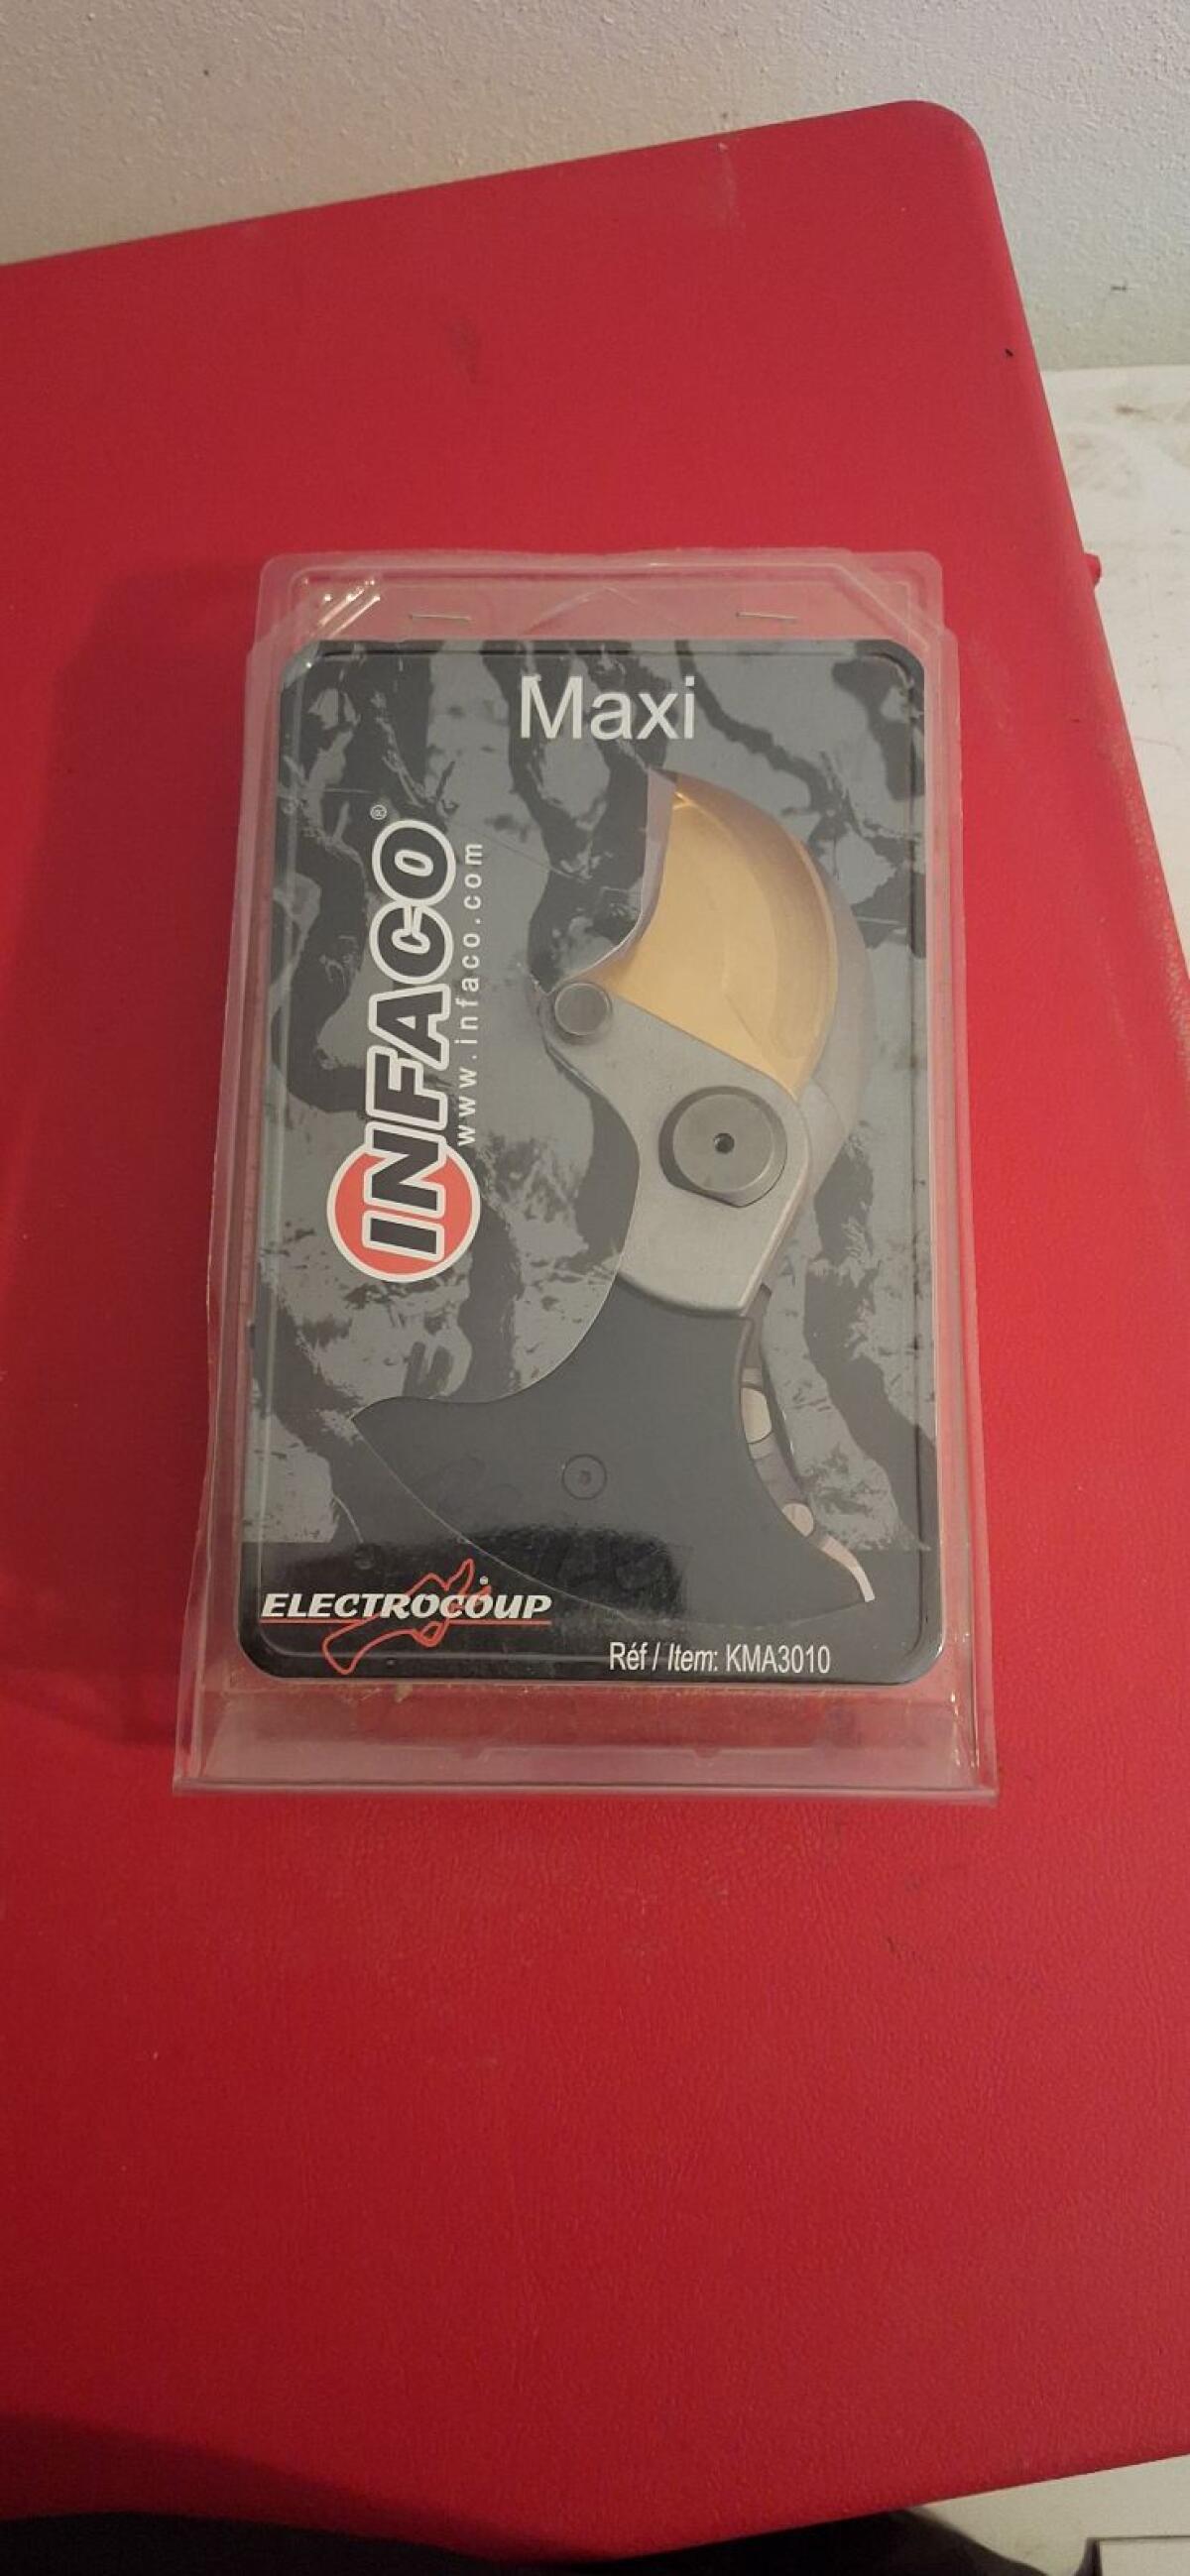 Maxi
INFACO®
www.infaco.com
ELECTROCOUP®
Réf / Item: KMA3010